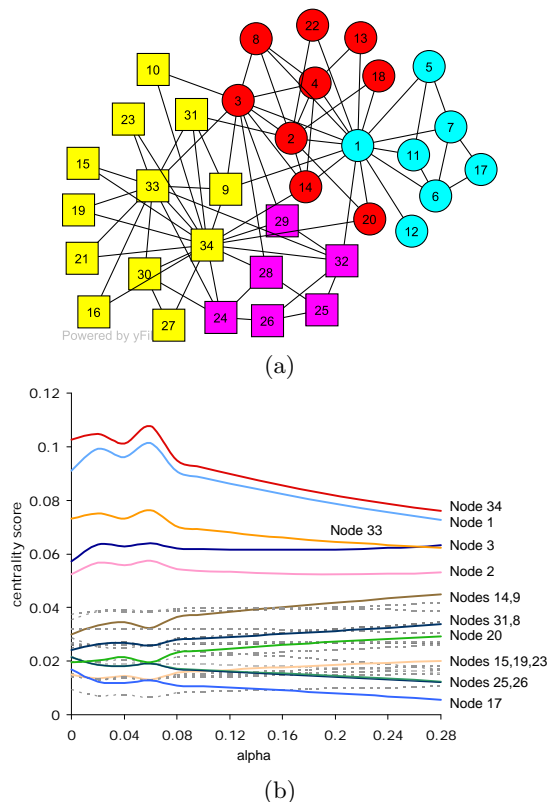 22
8
13
4
18
5
10
3
31
23
2
7
1
11
15
33
17
9
14
6
19
29
20
12
34
21
32
30
28
16
24
25
26
27
Powered by yFi
(a)
0.12
0.1
0.08
0.06
0.04
0.02
0
centrality score
Node 34
Node 1
Node 33
Node 3
Node 2
Nodes 14,9
Nodes 31,8
Node 20
Nodes 15,19,23
Nodes 25,26
Node 17
0 0.04 0.08 0.12 0.16 0.2 0.24 0.28
alpha
(b)